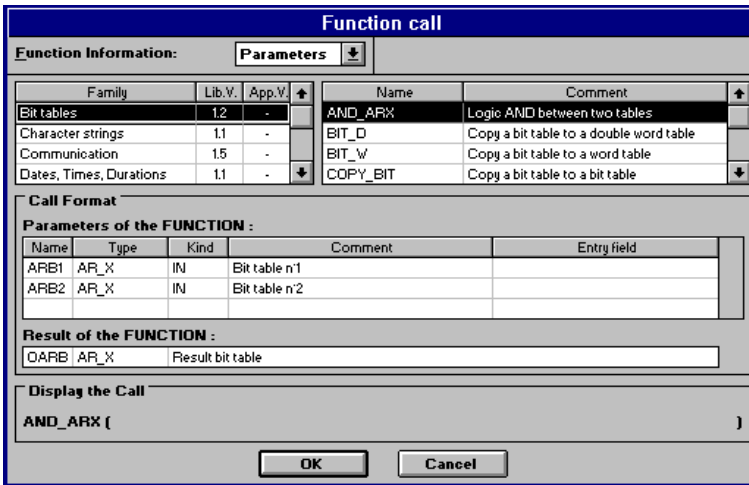 Function call
Function Information: Parameters
Family Lib.V. App.V. Name Comment
Bit tables 1.2 - AND_ARX Logic AND between two tables
Character strings 1.1 - BIT_D Copy a bit table to a double word table
Communication 1.5 - BIT_W Copy a bit table to a word table
Dates, Times, Durations 1.1 - COPY_BIT Copy a bit table to a bit table
Call Format
Parameters of the FUNCTION :
Name Type Kind Comment Entry field
ARB1 AR_X IN Bit table n°1
ARB2 AR_X IN Bit table n°2
Result of the FUNCTION :
OARB AR_X Result bit table
Display the Call
AND_ARX ( )
OK Cancel